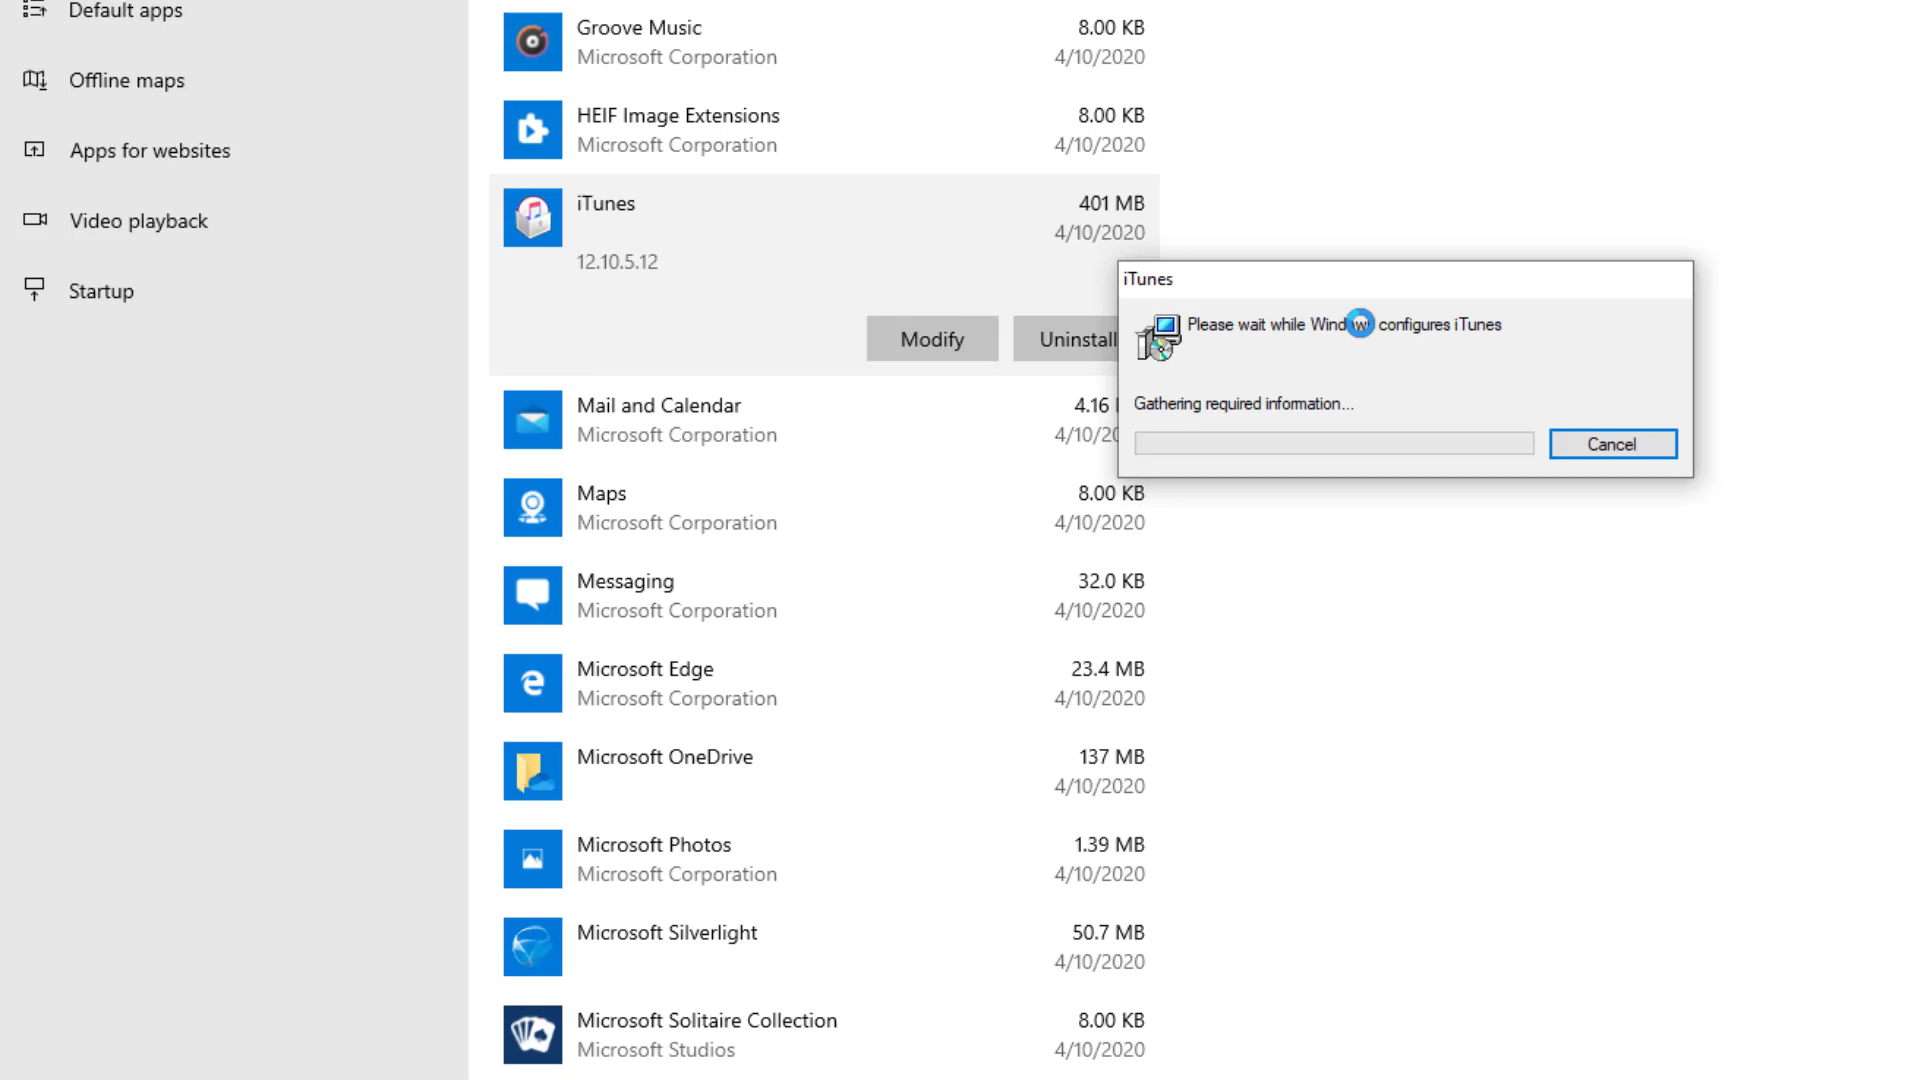 Default apps
Offline maps
Apps for websites
Video playback
Startup
Groove Music 8.00 KB
Microsoft Corporation 4/10/2020
HEIF Image Extensions 8.00 KB
Microsoft Corporation 4/10/2020
iTunes 401 MB
4/10/2020
12.10.5.12
Modify Uninstall
iTunes
Please wait while configures iTunes
Gathering required information...
Cancel
Mail and Calendar 4.16
Microsoft Corporation 4/10/20
Maps 8.00 KB
Microsoft Corporation 4/10/2020
Messaging 32.0 KB
Microsoft Corporation 4/10/2020
Microsoft Edge 23.4 MB
Microsoft Corporation 4/10/2020
Microsoft OneDrive 137 MB
4/10/2020
Microsoft Photos 1.39 MB
Microsoft Corporation 4/10/2020
Microsoft Silverlight 50.7 MB
4/10/2020
Microsoft Solitaire Collection 8.00 KB
Microsoft Studios 4/10/2020